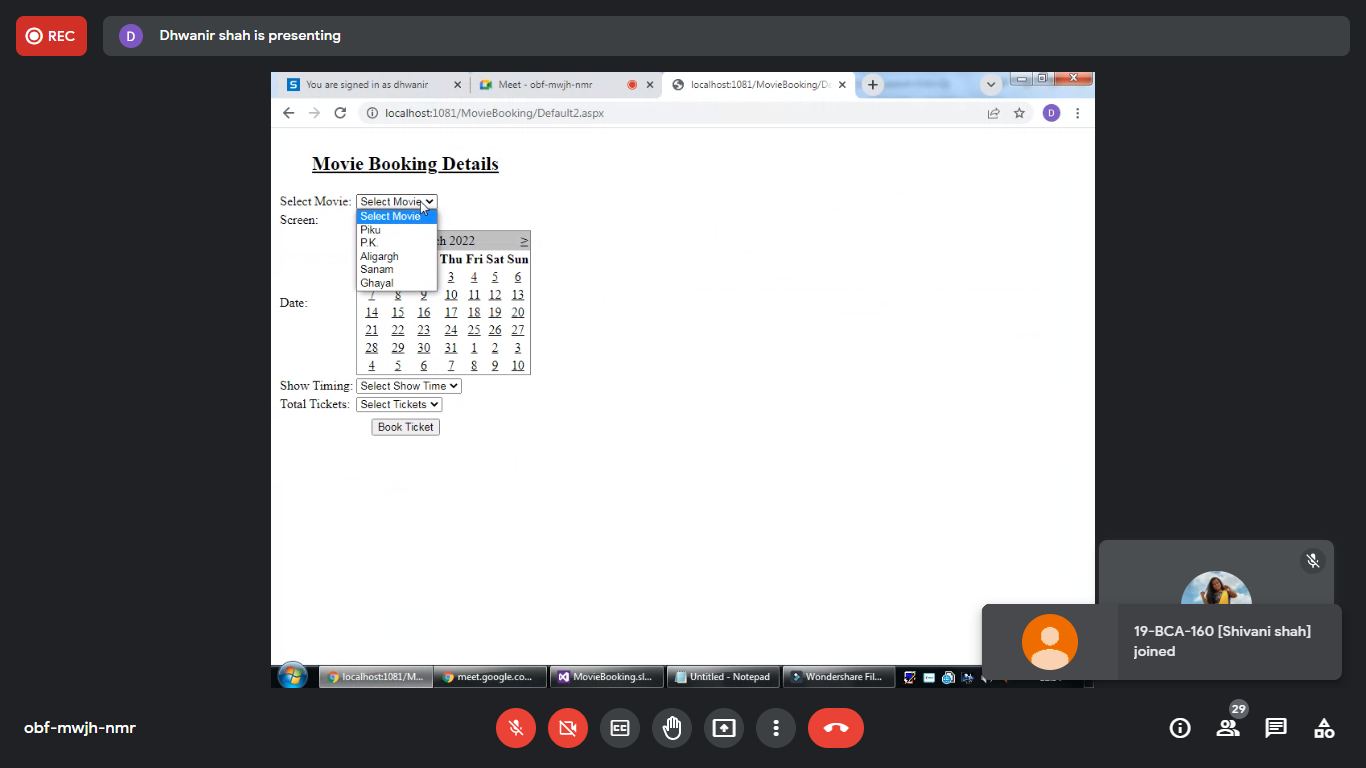 REC
D
Dhwanir shah is presenting
S You are signed in as dhwanir
Meet - obf-mwjh-nmr
localhost:1081/MovieBooking/De
localhost:1081/MovieBooking/Default2.aspx
D
Movie Booking Details
Select Movie: Select Movie
Select Movie
Piku
P.K.
Aligargh
Sanam
Ghayal
Screen:
ch 2022 >
Thu Fri Sat Sun
3 4 5 6
7 8 9 10 11 12 13
Date:
14 15 16 17 18 19 20
21 22 23 24 25 26 27
28 29 30 31 1 2 3
4 5 6 7 8 9 10
Show Timing: Select Show Time
Total Tickets: Select Tickets
Book Ticket
19-BCA-160 [Shivani shah]
joined
localhost:1081/M...
meet.google.co...
MovieBooking.sl...
Untitled - Notepad
Wondershare Fil...
obf-mwjh-nmr
CC
29